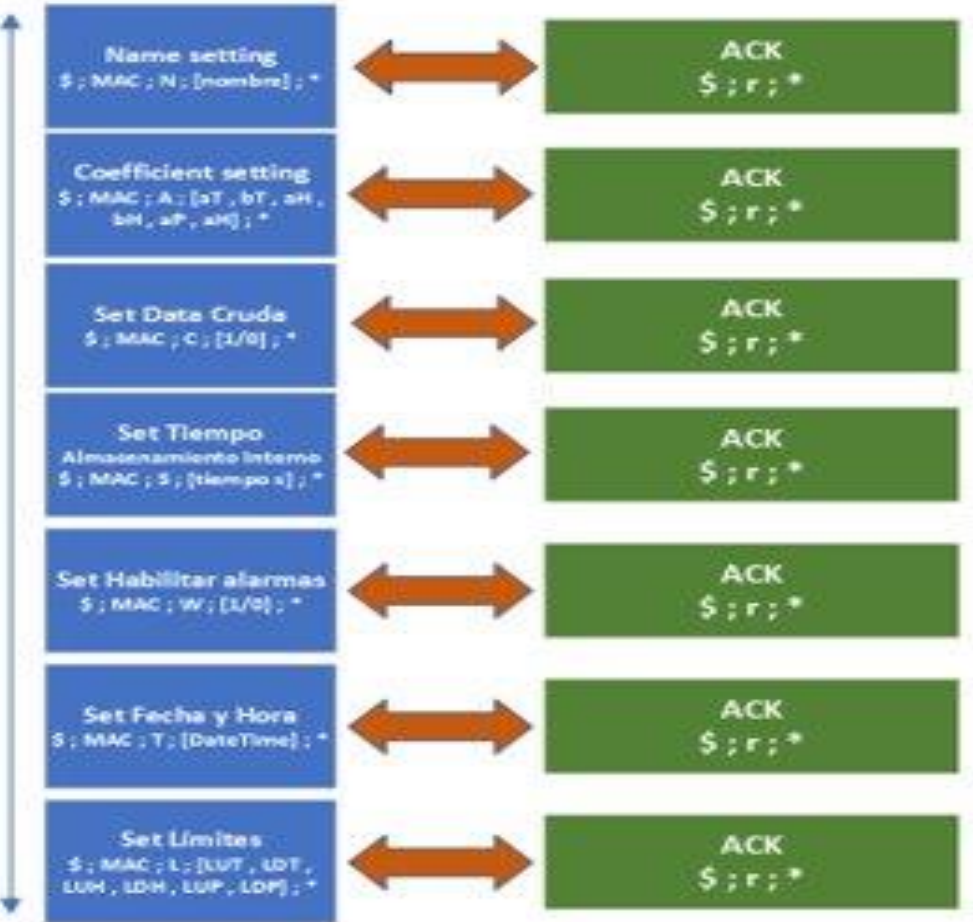 Name setting
$ ; MAC ; N ; [nombre] ; *
ACK
$ ; r ; *
Coefficient setting
$ ; MAC ; A ; [aT , bT , aH ,
bH , aP , aH] ; *
ACK
$ ; r ; *
Set Data Cruda
$ ; MAC ; C ; [1/0] ; *
ACK
$ ; r ; *
Set Tiempo
Almacenamiento Interno
$ ; MAC ; S ; [tiempo s] ; *
ACK
$ ; r ; *
Set Habilitar alarmas
$ ; MAC ; W ; [1/0] ; *
ACK
$ ; r ; *
Set Fecha y Hora
$ ; MAC ; T ; [DateTime] ; *
ACK
$ ; r ; *
Set Límites
$ ; MAC ; L ; [LUT , LDT ,
LUH , LDH , LUP , LDP] ; *
ACK
$ ; r ; *